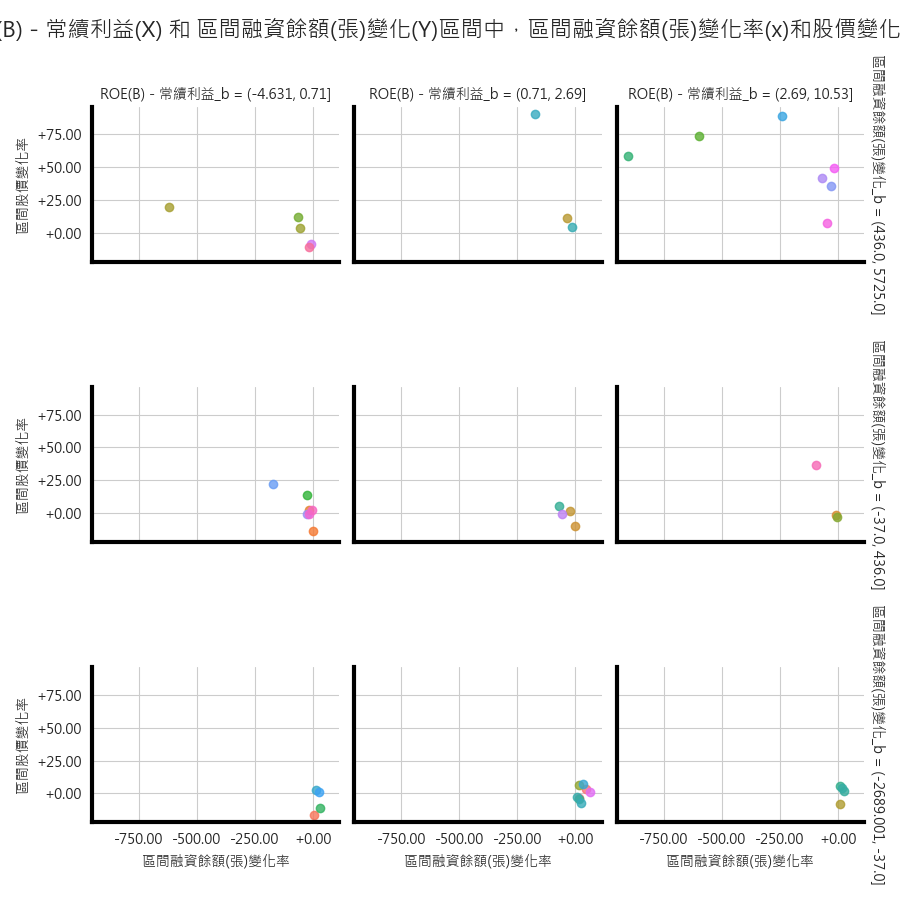 (B) - 常續利益(X) 和 區間融資餘額(張)變化(Y)區間中，區間融資餘額(張)變化率(x)和股價變化
ROE(B) - 常續利益_b = (-4.631, 0.71]
ROE(B) - 常續利益_b = (0.71, 2.69]
ROE(B) - 常續利益_b = (2.69, 10.53]
區間融資餘額(張)變化_b = (436.0, 5725.0]
區間股價變化率
+75.00
+50.00
+25.00
+0.00
區間融資餘額(張)變化_b = (-37.0, 436.0]
區間股價變化率
+75.00
+50.00
+25.00
+0.00
區間融資餘額(張)變化_b = (-2689.001, -37.0]
區間股價變化率
+75.00
+50.00
+25.00
+0.00
-750.00 -500.00 -250.00 +0.00
-750.00 -500.00 -250.00 +0.00
-750.00 -500.00 -250.00 +0.00
區間融資餘額(張)變化率
區間融資餘額(張)變化率
區間融資餘額(張)變化率